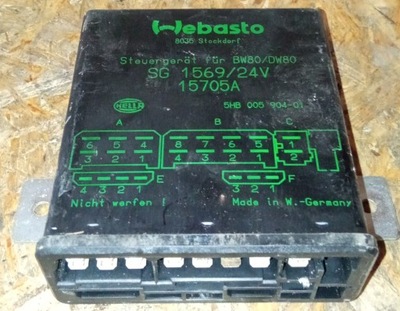 Webasto
8035 Stockdorf
Steuergerät für BW80/DW80
SG 1569/24V
15705A
HELLA
5HB 005 904-01
A B C
6 5 4 8 7 6 5 1
3 2 1 4 3 2 1 2
4 3 2 1 E 3 2 1 F
Nicht werfen ! Made in W.-Germany